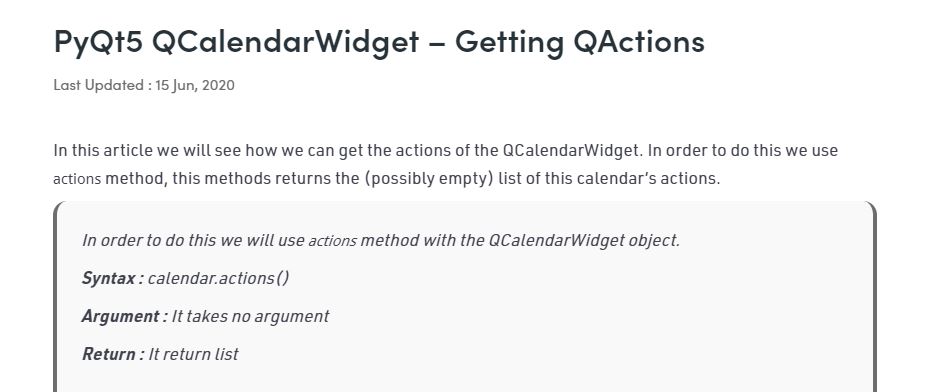 PyQt5 QCalendarWidget – Getting QActions
Last Updated : 15 Jun, 2020
In this article we will see how we can get the actions of the QCalendarWidget. In order to do this we use
actions method, this methods returns the (possibly empty) list of this calendar's actions.
In order to do this we will use actions method with the QCalendarWidget object.
Syntax : calendar.actions()
Argument : It takes no argument
Return : It return list